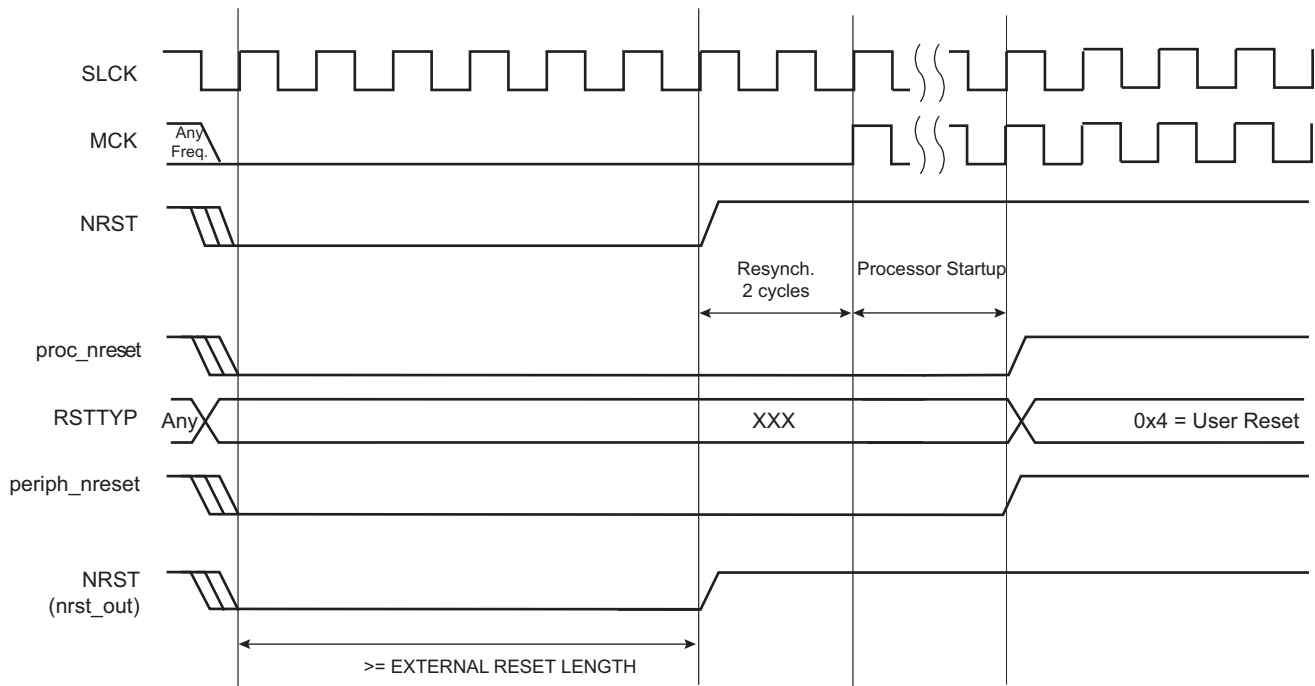 SLCK
MCK
Any
Freq.
NRST
Resynch.
2 cycles
Processor Startup
proc_nreset
RSTTYP
Any
XXX
0x4 = User Reset
periph_nreset
NRST
(nrst_out)
>= EXTERNAL RESET LENGTH